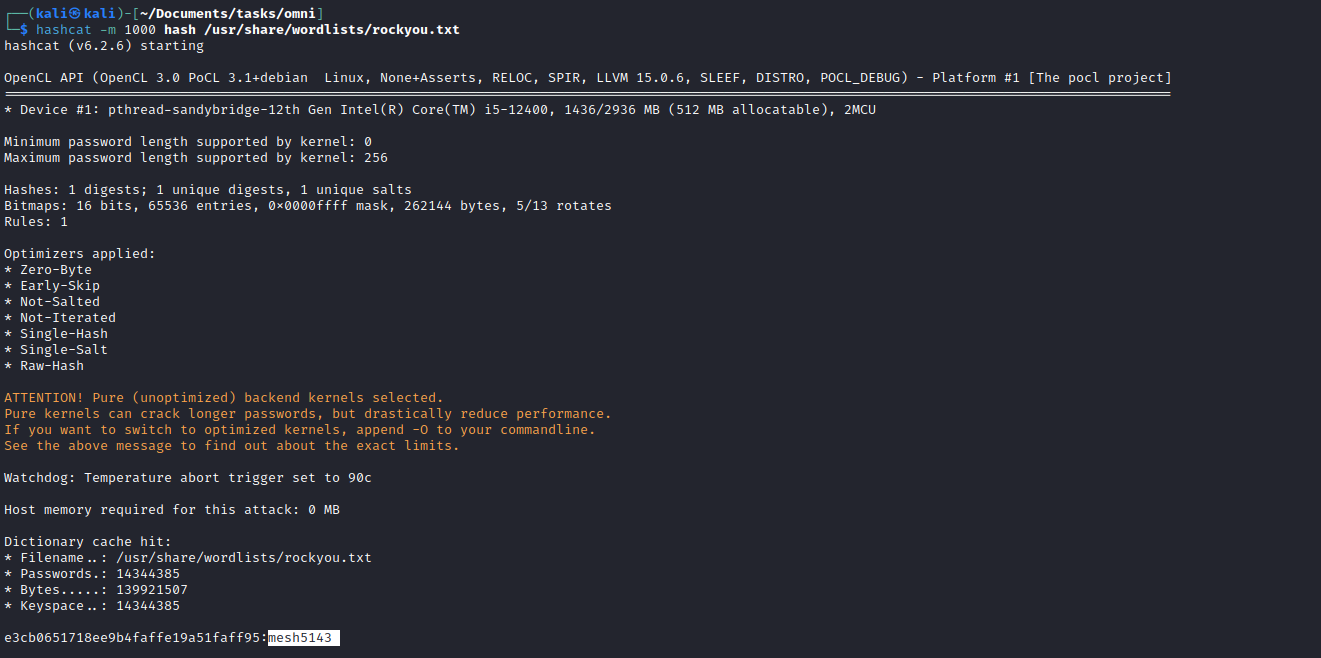 ┌──(kali㉿kali)-[~/Documents/tasks/omni]
└─$ hashcat -m 1000 hash /usr/share/wordlists/rockyou.txt
hashcat (v6.2.6) starting
OpenCL API (OpenCL 3.0 PoCL 3.1+debian  Linux, None+Asserts, RELOC, SPIR, LLVM 15.0.6, SLEEF, DISTRO, POCL_DEBUG) - Platform #1 [The pocl project]
* Device #1: pthread-sandybridge-12th Gen Intel(R) Core(TM) i5-12400, 1436/2936 MB (512 MB allocatable), 2MCU
Minimum password length supported by kernel: 0
Maximum password length supported by kernel: 256
Hashes: 1 digests; 1 unique digests, 1 unique salts
Bitmaps: 16 bits, 65536 entries, 0x0000ffff mask, 262144 bytes, 5/13 rotates
Rules: 1
Optimizers applied:
* Zero-Byte
* Early-Skip
* Not-Salted
* Not-Iterated
* Single-Hash
* Single-Salt
* Raw-Hash
ATTENTION! Pure (unoptimized) backend kernels selected.
Pure kernels can crack longer passwords, but drastically reduce performance.
If you want to switch to optimized kernels, append -O to your commandline.
See the above message to find out about the exact limits.
Watchdog: Temperature abort trigger set to 90c
Host memory required for this attack: 0 MB
Dictionary cache hit:
* Filename..: /usr/share/wordlists/rockyou.txt
* Passwords.: 14344385
* Bytes.....: 139921507
* Keyspace..: 14344385
e3cb0651718ee9b4faffe19a51faff95:mesh5143